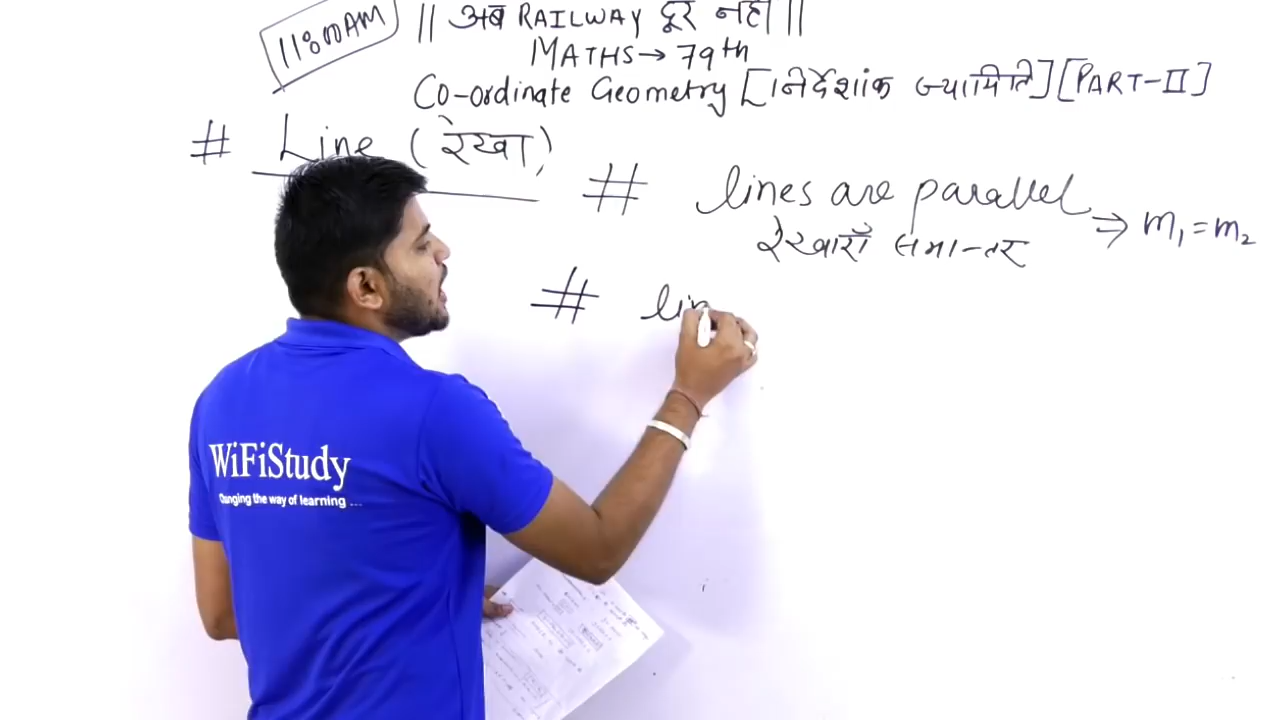 11:00AM
|| अब RAILWAY दूर नहीं ||
MATHS→ 79th
Co-ordinate Geometry [निर्देशांक ज्यामिति] [PART-II]
# Line (रेखा)
# lines are parallel ⇒ m₁ = m₂
रेखाएँ समान्तर
# lin
WiFiStudy
Changing the way of learning ...